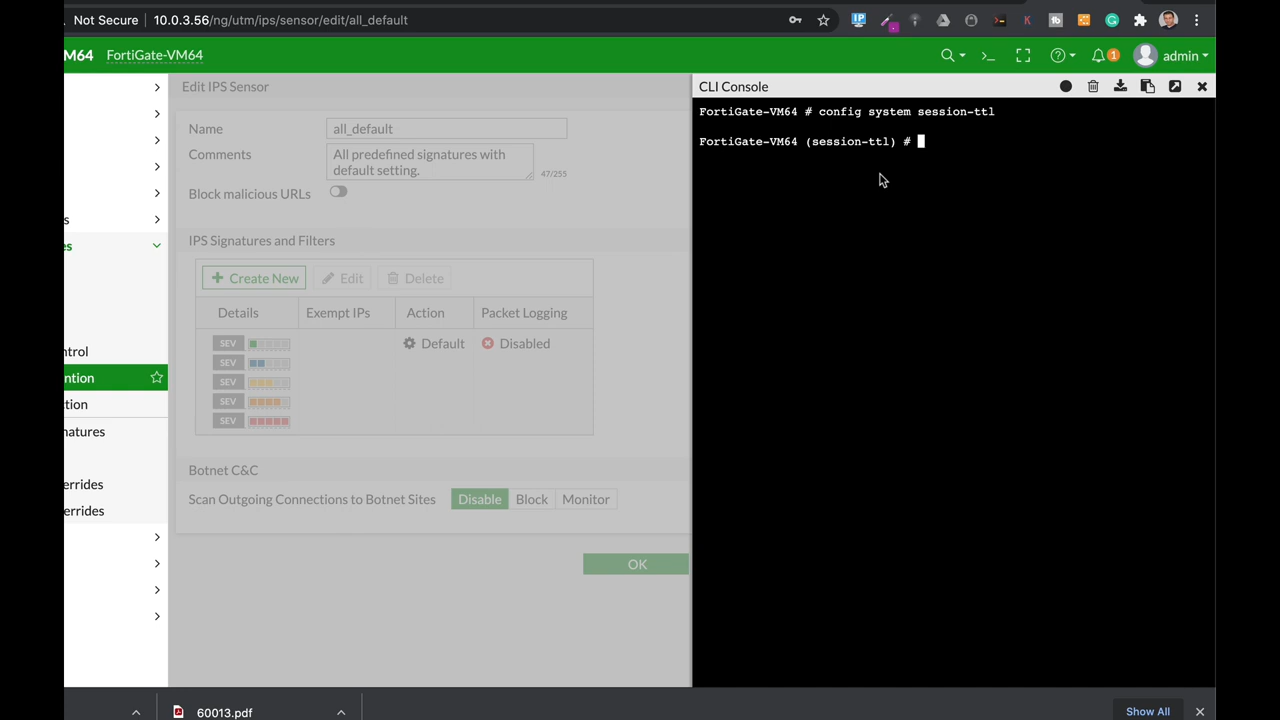 Not Secure 10.0.3.56/ng/utm/ips/sensor/edit/all_default
M64 FortiGate-VM64 admin
Edit IPS Sensor
CLI Console
FortiGate-VM64 # config system session-ttl
FortiGate-VM64 (session-ttl) #
Name all_default
Comments All predefined signatures with default setting. 47/255
Block malicious URLs
IPS Signatures and Filters
Create New Edit Delete
Details Exempt IPs Action Packet Logging
SEV Default Disabled
SEV
SEV
SEV
SEV
Botnet C&C
Scan Outgoing Connections to Botnet Sites Disable Block Monitor
OK
s
es
ntrol
ntion
tion
natures
errides
errides
60013.pdf Show All